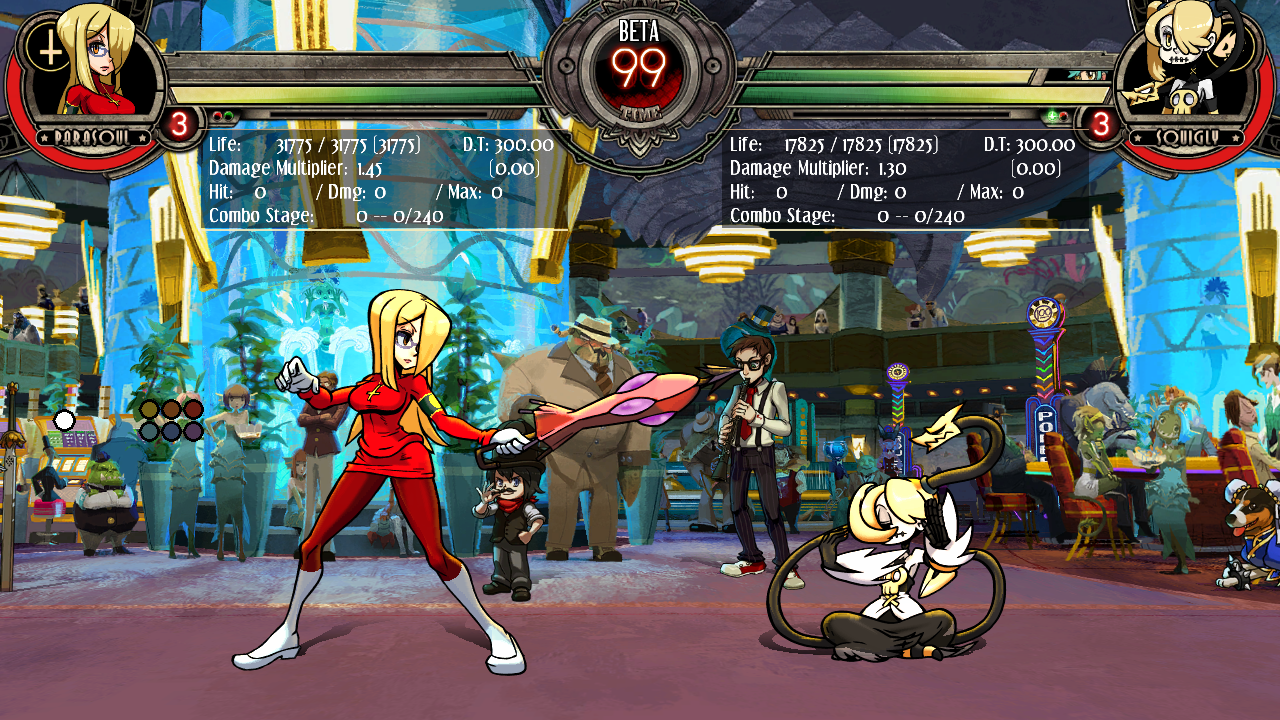 BETA
99
TIME
★ PARASOUL ★
3
3
★ SQUIGLY ★
Life: 31775 / 31775 (31775) D.T: 300.00
Damage Multiplier: 1.45 (0.00)
Hit: 0 / Dmg: 0 / Max: 0
Combo Stage: 0 -- 0/240
Life: 17825 / 17825 (17825) D.T: 300.00
Damage Multiplier: 1.30 (0.00)
Hit: 0 / Dmg: 0 / Max: 0
Combo Stage: 0 -- 0/240
100
POKE